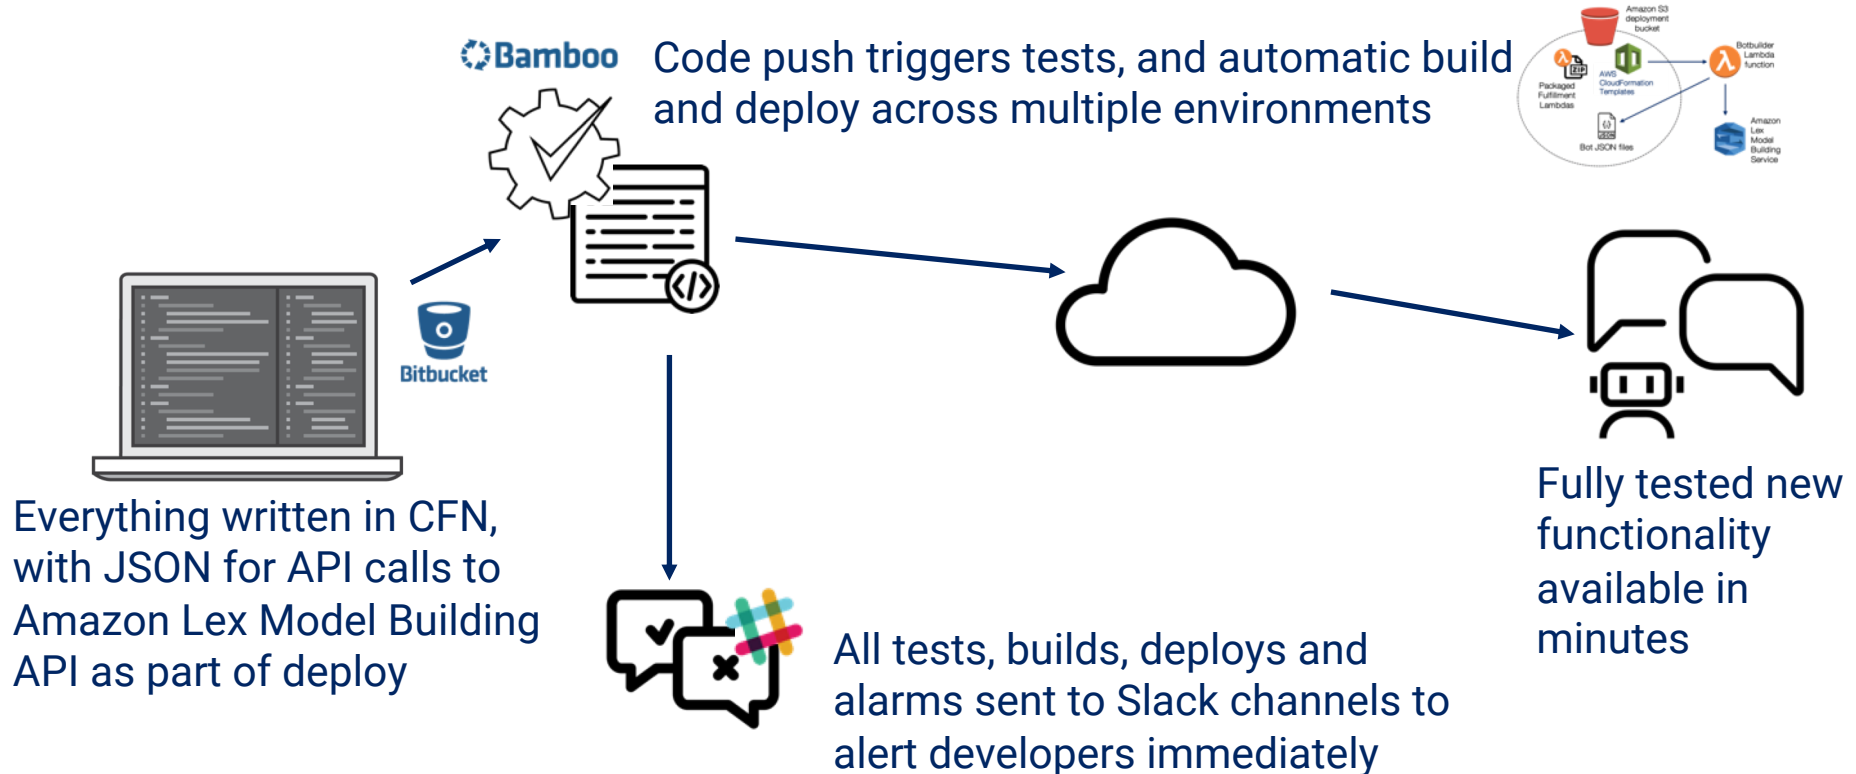 Bamboo
Code push triggers tests, and automatic build
and deploy across multiple environments
Amazon S3
deployment
bucket
Botbuilder
Lambda
function
ZIP
AWS
CloudFormation
Templates
Packaged
Fulfillment
Lambdas
{}
JSON
Bot JSON files
Amazon
Lex
Model
Building
Service
</>
Bitbucket
Everything written in CFN,
with JSON for API calls to
Amazon Lex Model Building
API as part of deploy
All tests, builds, deploys and
alarms sent to Slack channels to
alert developers immediately
Fully tested new
functionality
available in
minutes